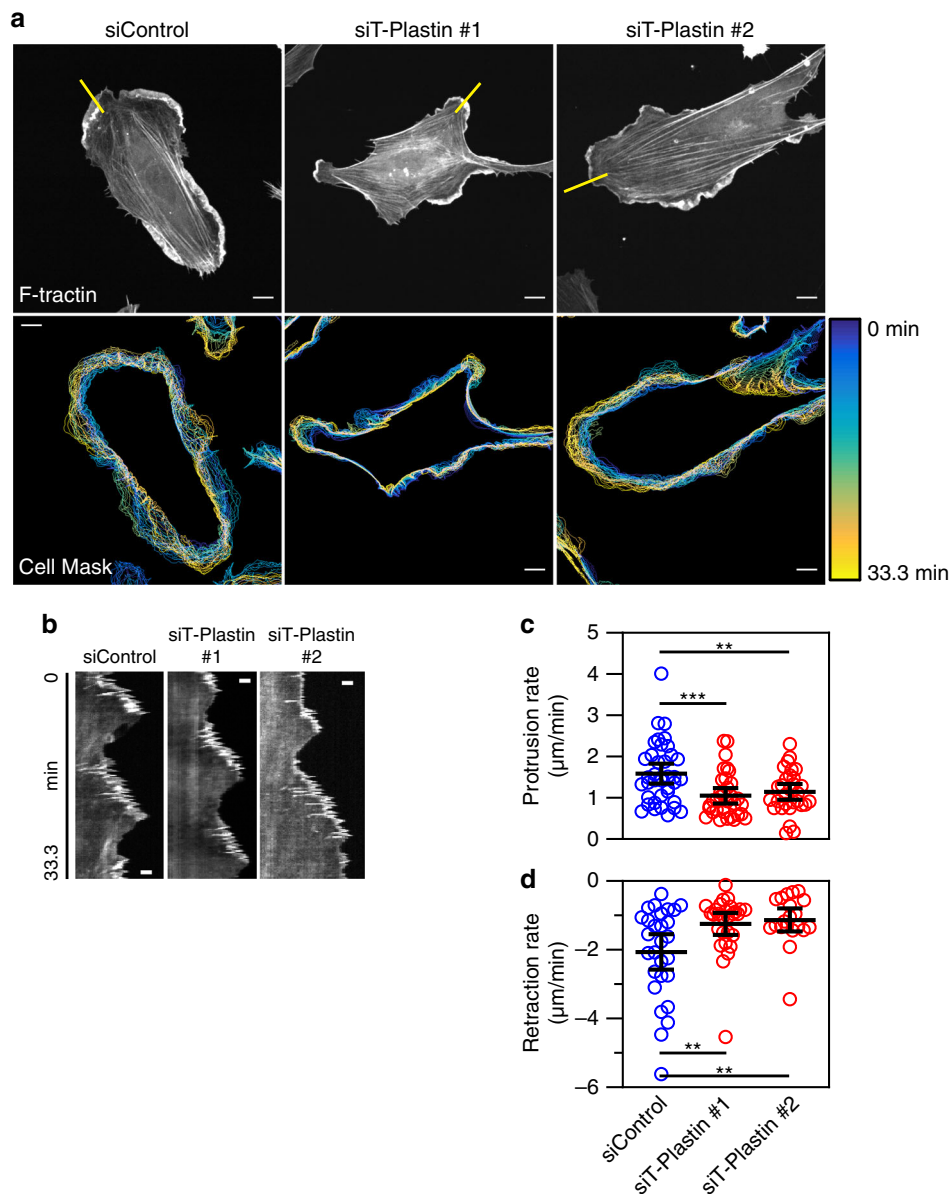 a
siControl
siT-Plastin #1
siT-Plastin #2
F-tractin
Cell Mask
0 min
33.3 min
b
siControl
siT-Plastin
#1
siT-Plastin
#2
0
min
33.3
c
Protrusion rate
(μm/min)
5
4
3
2
1
0
**
***
d
Retraction rate
(μm/min)
0
−2
−4
−6
**
**
siControl
siT-Plastin #1
siT-Plastin #2